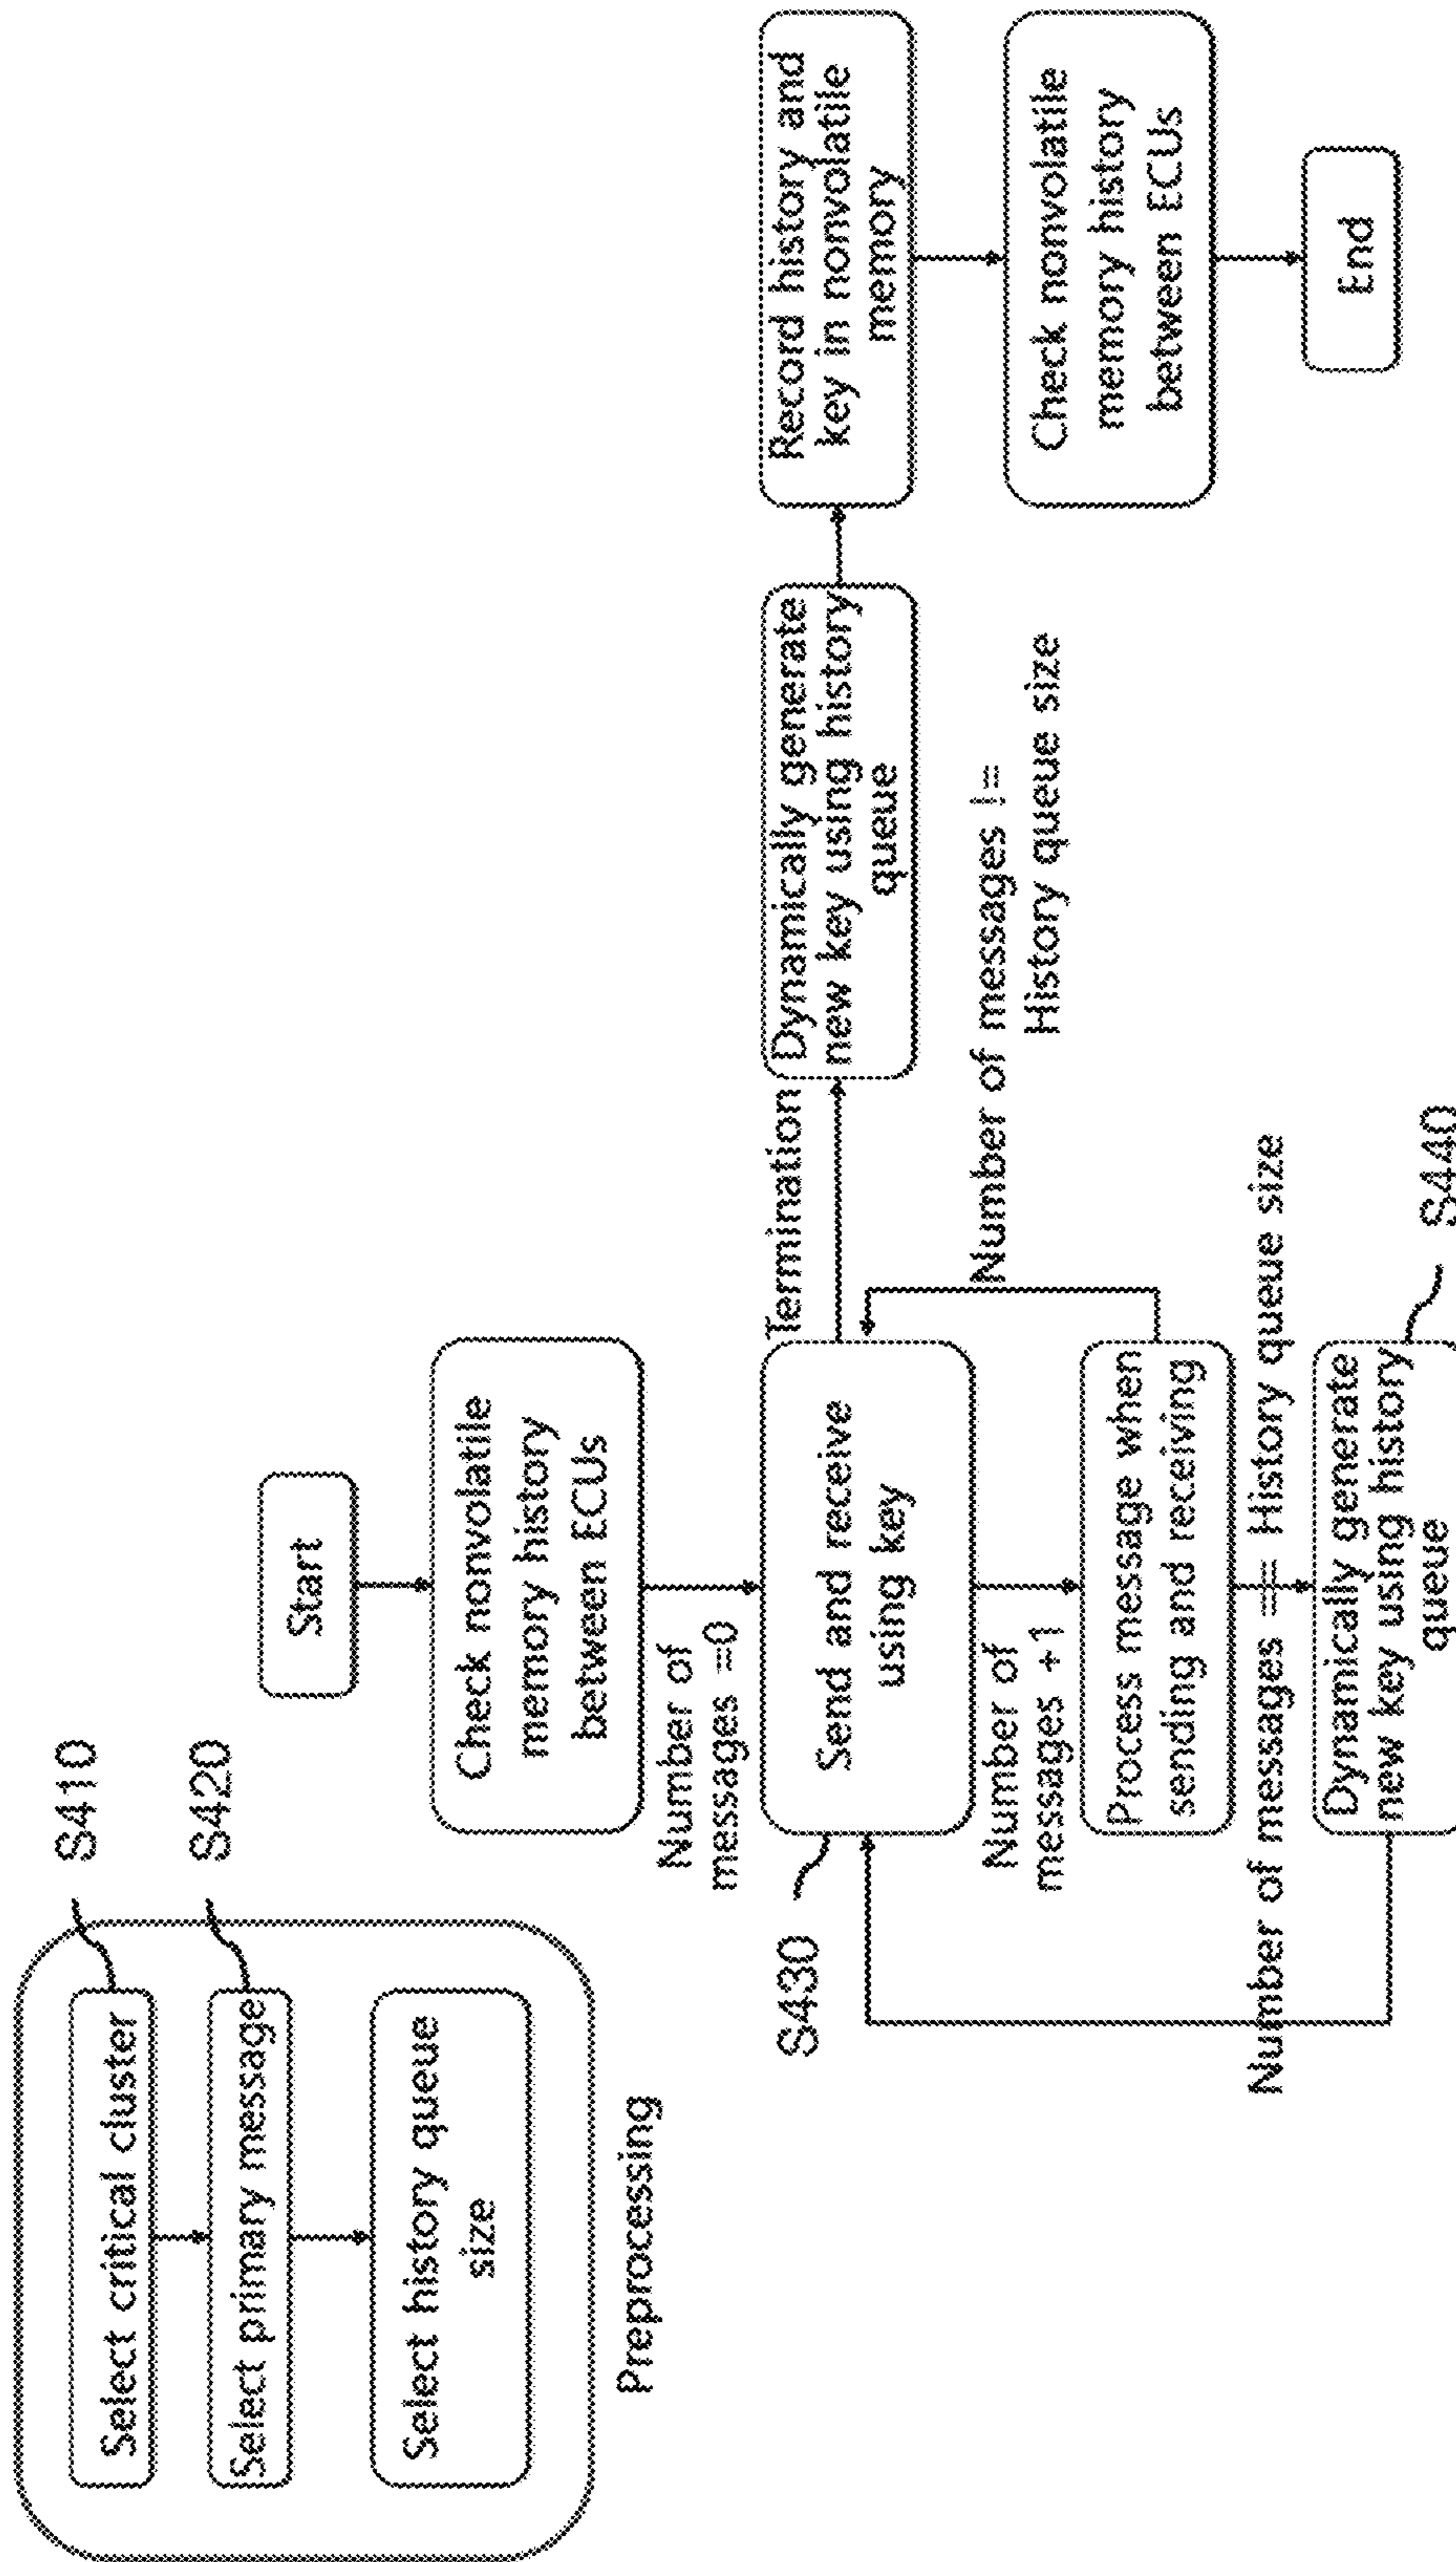 S410
Select critical cluster
S420
Select primary message
Select history queue
size
Preprocessing
Start
Check nonvolatile
memory history
between ECUs
Number of
messages =0
S430
Send and receive
using key
Number of
messages +1
Process message when
sending and receiving
Number of messages !=
History queue size
Number of messages == History queue size
S440
Dynamically generate
new key using history
queue
Termination
Dynamically generate
new key using history
queue
Record history and
key in nonvolatile
memory
Check nonvolatile
memory history
between ECUs
End